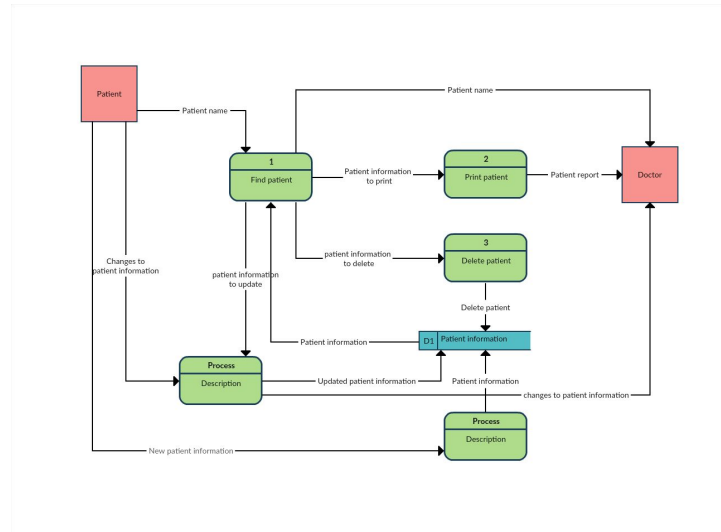 Patient name
Patient
Patient name
1
Find patient
2
Print patient
Patient information
to print
Patient report
Doctor
3
Delete patient
patient information
to delete
Changes to
patient information
patient information
to update
Delete patient
D1
Patient information
Patient information
Process
Description
Updated patient information
Patient information
changes to patient information
Process
Description
New patient information